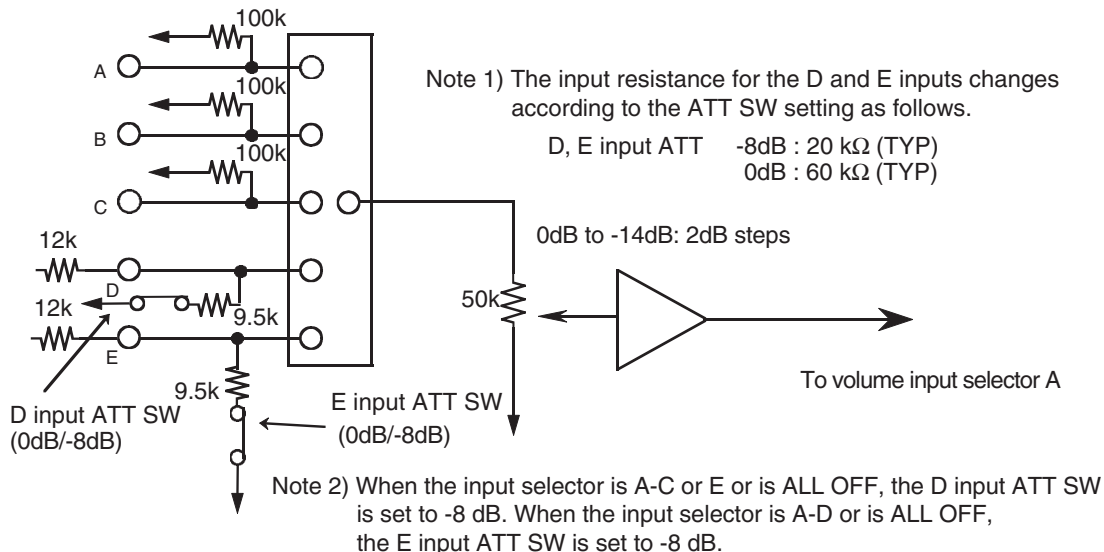 100k
A
100k
B
100k
C
12k
D
12k
9.5k
E
9.5k
D input ATT SW
(0dB/-8dB)
E input ATT SW
(0dB/-8dB)
Note 1) The input resistance for the D and E inputs changes
according to the ATT SW setting as follows.
D, E input ATT -8dB : 20 kΩ (TYP)
0dB : 60 kΩ (TYP)
0dB to -14dB: 2dB steps
50k
To volume input selector A
Note 2) When the input selector is A-C or E or is ALL OFF, the D input ATT SW
is set to -8 dB. When the input selector is A-D or is ALL OFF,
the E input ATT SW is set to -8 dB.